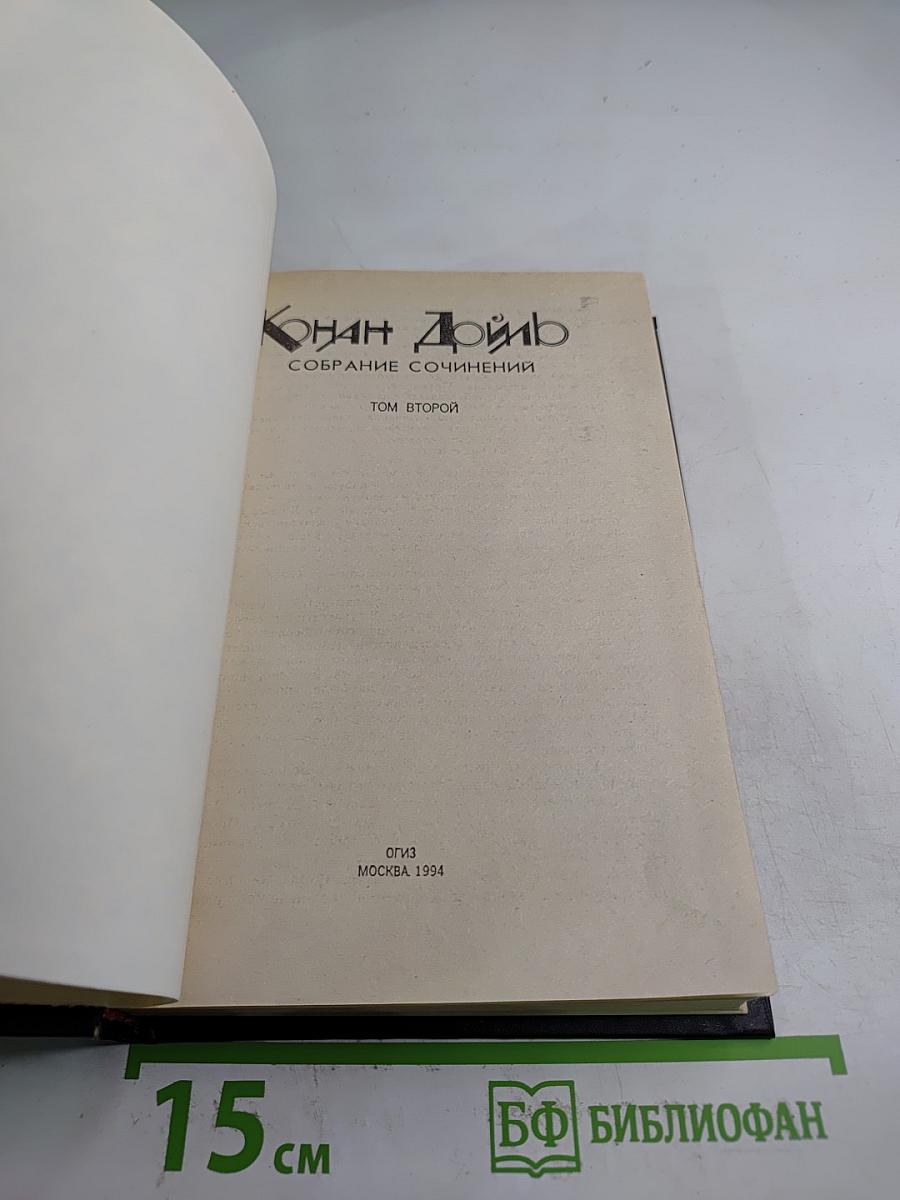 Конан Дойль
СОБРАНИЕ СОЧИНЕНИЙ
ТОМ ВТОРОЙ
ОГИЗ
МОСКВА. 1994
15 см
БФ БИБЛИОФАН